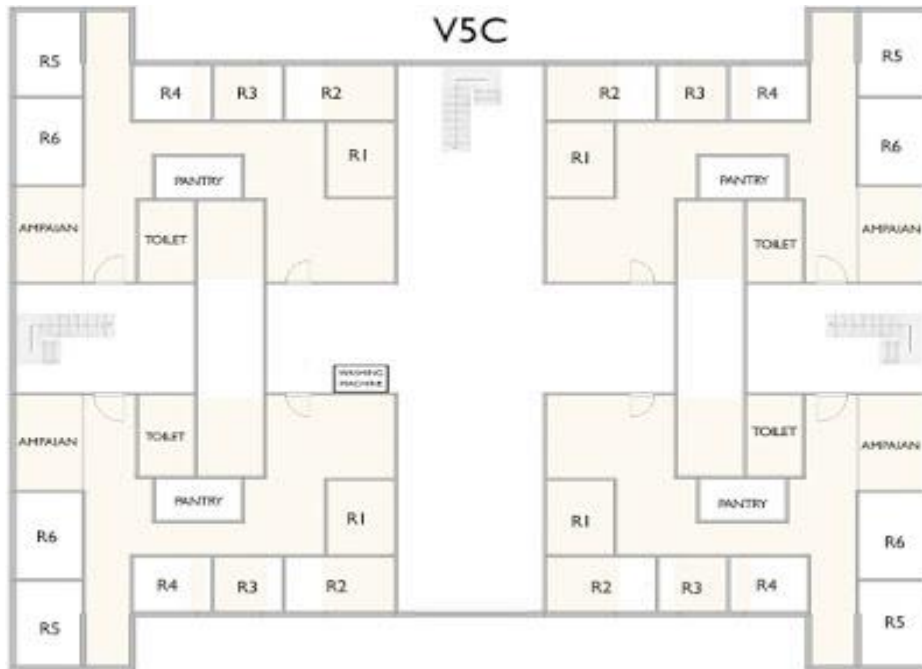 V5C
R5
R4
R3
R2
R2
R3
R4
R5
R6
R1
R1
R6
PANTRY
PANTRY
AMPAIAN
TOILET
TOILET
AMPAIAN
WASHING
MACHINE
AMPAIAN
TOILET
TOILET
AMPAIAN
PANTRY
PANTRY
R6
R1
R1
R6
R4
R3
R2
R2
R3
R4
R5
R5